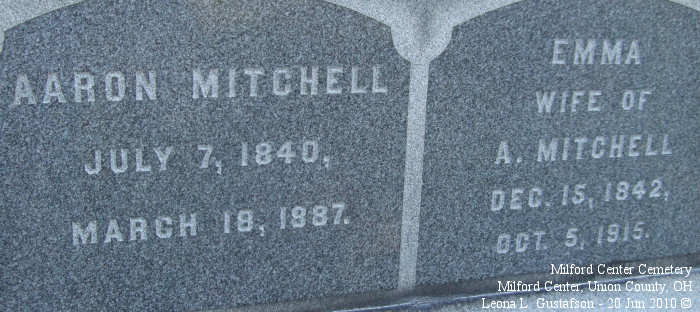 AARON MITCHELL
JULY 7, 1840,
MARCH 18, 1887.
EMMA
WIFE OF
A. MITCHELL
DEC. 15, 1842,
OCT. 5, 1915.
Milford Center Cemetery
Milford Center, Union County, OH
Leona L. Gustafson - 20 Jun 2010 ©